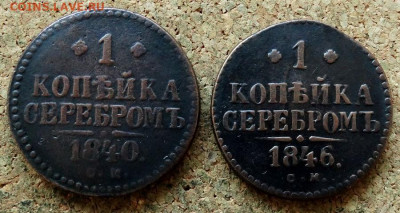 COINS.LAVE.RU
1
КОПѢЙКА
СЕРЕБРОМЪ
1840.
С.М.
1
КОПѢЙКА
СЕРЕБРОМЪ
1846.
С.М.